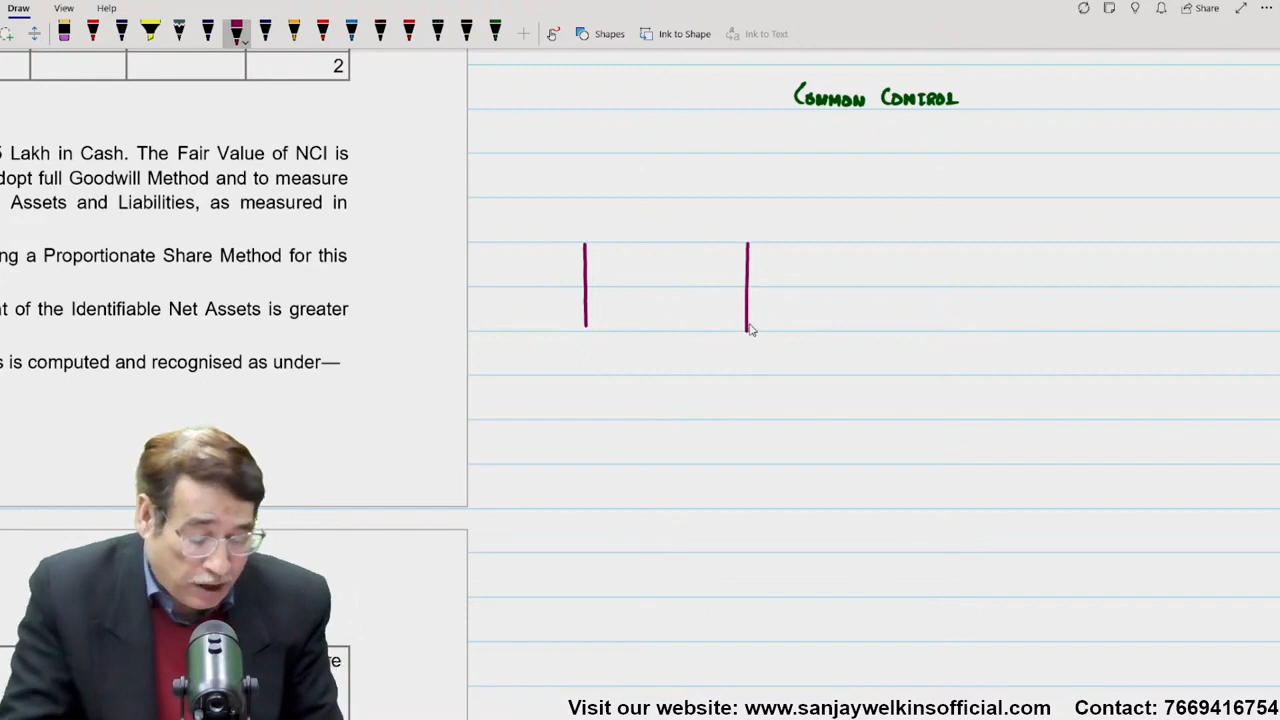 Draw View Help Share
Shapes Ink to Shape Ink to Text
2
COMMON CONTROL
Lakh in Cash. The Fair Value of NCI is
dopt full Goodwill Method and to measure
Assets and Liabilities, as measured in
ng a Proportionate Share Method for this
t of the Identifiable Net Assets is greater
s is computed and recognised as under—
re
Visit our website: www.sanjaywelkinsofficial.com Contact: 7669416754